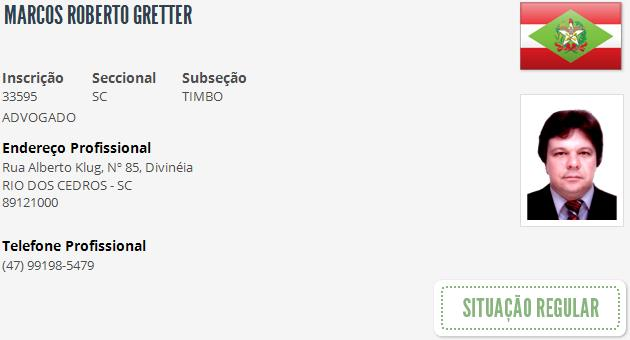 MARCOS ROBERTO GRETTER
Inscrição Seccional Subseção
33595 SC TIMBO
ADVOGADO
Endereço Profissional
Rua Alberto Klug, Nº 85, Divinéia
RIO DOS CEDROS - SC
89121000
Telefone Profissional
(47) 99198-5479
SITUAÇÃO REGULAR